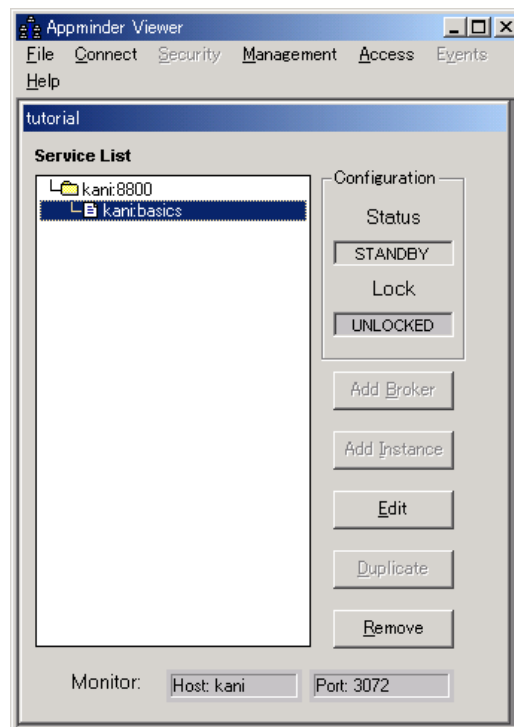 Appminder Viewer
File Connect Security Management Access Events
Help
tutorial
Service List
kani:8800
kani:basics
Configuration
Status
STANDBY
Lock
UNLOCKED
Add Broker
Add Instance
Edit
Duplicate
Remove
Monitor: Host: kani Port: 3072